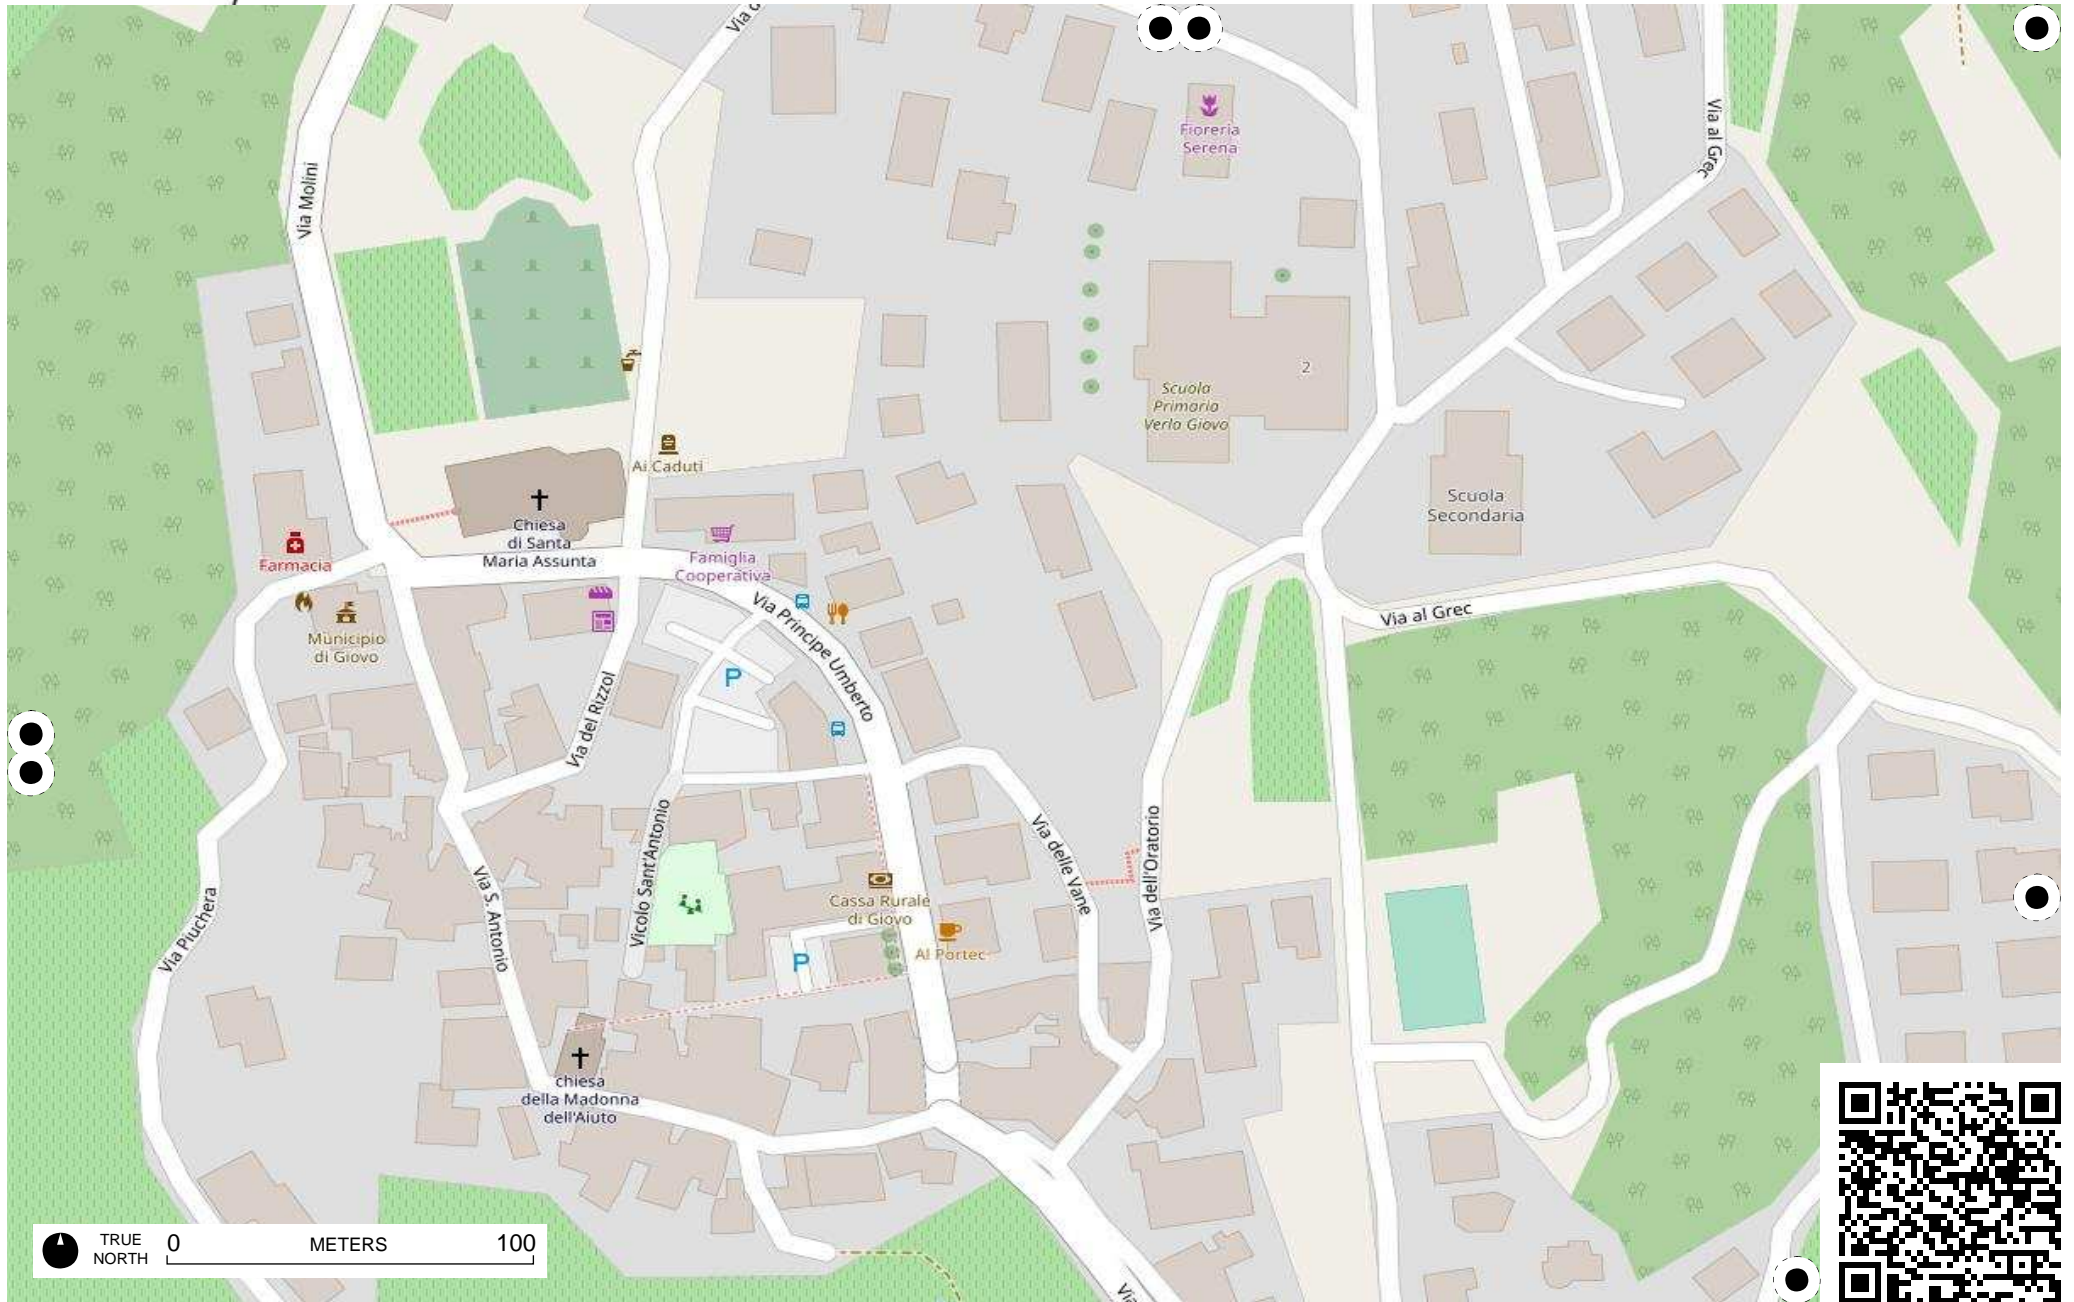 Via d
Via Molini
Via al Grec
Fioreria
Serena
2
Scuola
Primaria
Verla Giovo
Ai Caduti
Scuola
Secondaria
Chiesa
di Santa
Maria Assunta
Famiglia
Cooperativa
Farmacia
Via Principe Umberto
Via al Grec
Municipio
di Giovo
P
Via del Rizzol
Vicolo Sant'Antonio
Via delle Vane
Via dell'Oratorio
Via S. Antonio
Via Piuchera
Cassa Rurale
di Giovo
Al Portec
P
chiesa
della Madonna
dell'Aiuto
TRUE
NORTH
0 METERS 100
Via